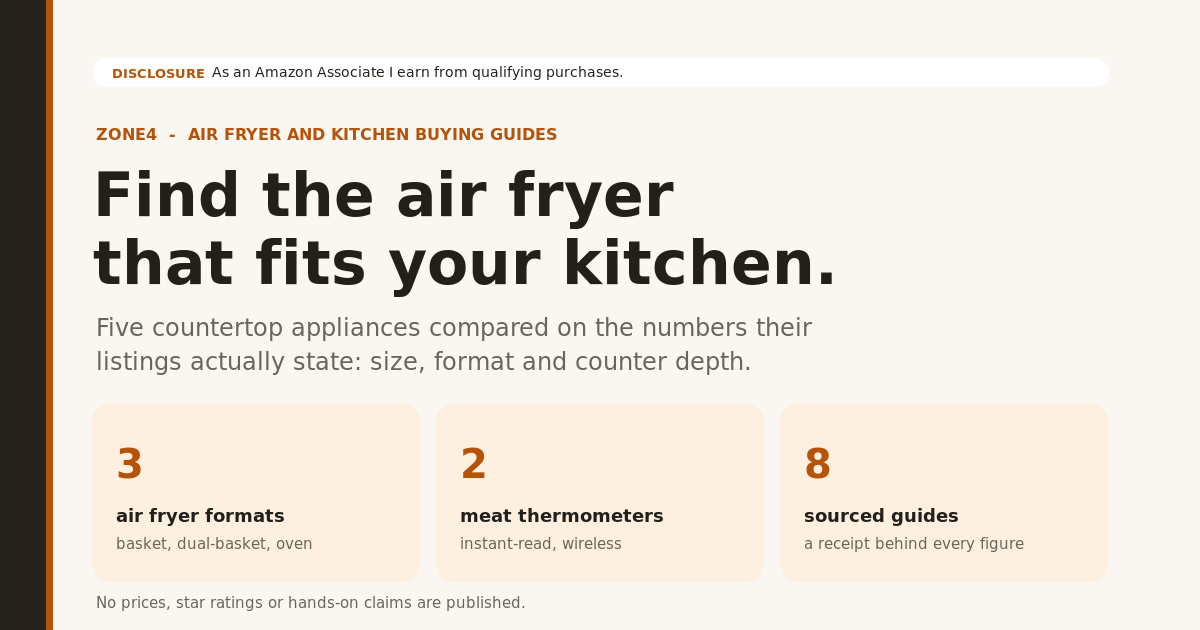 DISCLOSURE As an Amazon Associate I earn from qualifying purchases.
ZONE4 - AIR FRYER AND KITCHEN BUYING GUIDES
Find the air fryer
that fits your kitchen.
Five countertop appliances compared on the numbers their
listings actually state: size, format and counter depth.
3
air fryer formats
basket, dual-basket, oven
2
meat thermometers
instant-read, wireless
8
sourced guides
a receipt behind every figure
No prices, star ratings or hands-on claims are published.